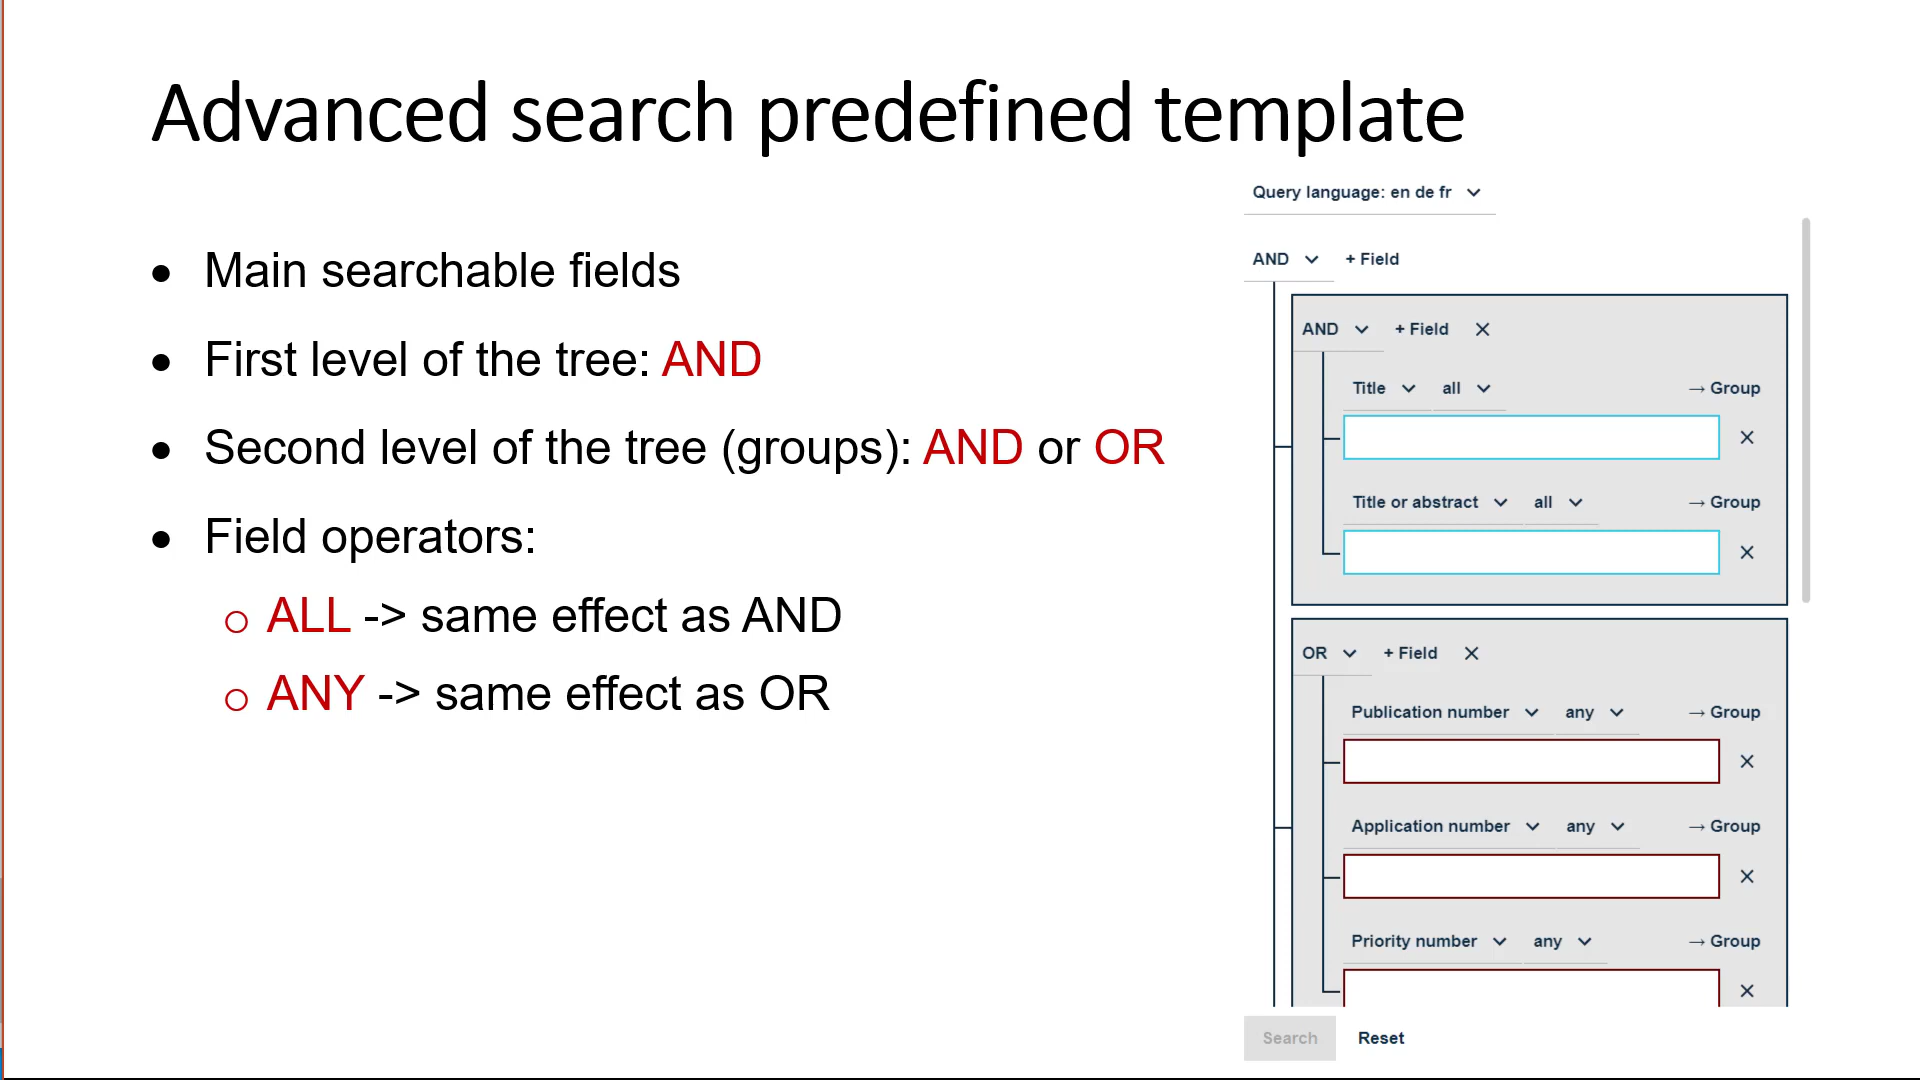 Advanced search predefined template
• Main searchable fields
• First level of the tree: AND
• Second level of the tree (groups): AND or OR
• Field operators:
o ALL -> same effect as AND
o ANY -> same effect as OR
Query language: en de fr
AND + Field
AND + Field ×
Title all → Group
×
Title or abstract all → Group
×
OR + Field ×
Publication number any → Group
×
Application number any → Group
×
Priority number any → Group
×
Search Reset